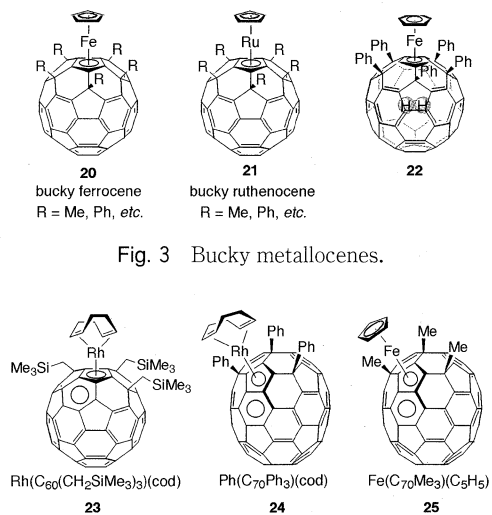 Fe
R R R R R
20
bucky ferrocene
R = Me, Ph, etc.
Ru
R R R R R
21
bucky ruthenocene
R = Me, Ph, etc.
Fe
Ph Ph Ph Ph Ph
H H
22
Fig. 3 Bucky metallocenes.
Rh
Me3Si SiMe3 SiMe3
Rh(C60(CH2SiMe3)3)(cod)
23
Rh
Ph Ph Ph
Ph(C70Ph3)(cod)
24
Fe
Me Me Me
Fe(C70Me3)(C5H5)
25